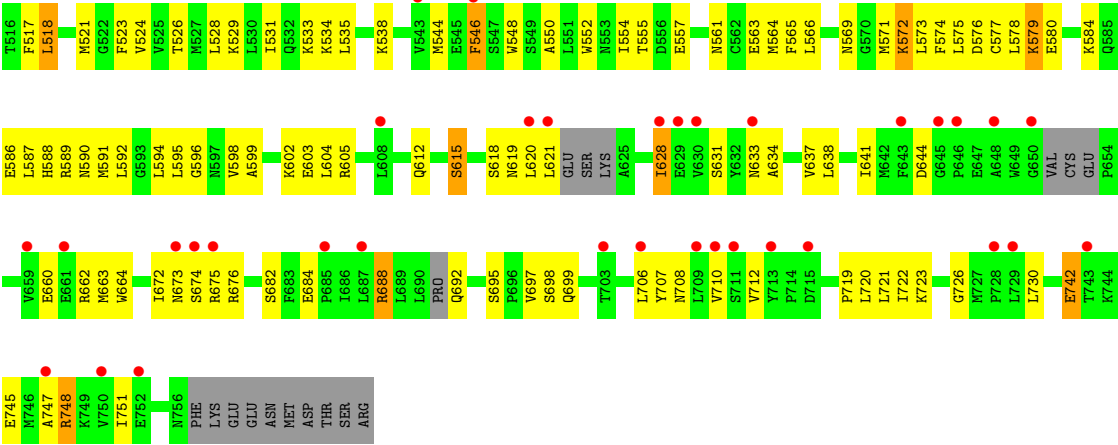 T516 F517 L518 M521 G522 F523 V524 V525 T526 M527 L528 K529 L530 I531 Q532 K533 K534 L535 K538 V543 M544 E545 F546 S547 W548 S549 A550 L551 W552 N553 I554 T555 D556 E557 N561 C562 E563 M564 F565 L566 N569 G570 M571 K572 L573 F574 L575 D576 C577 L578 K579 E580 K584 Q585
E586 L587 H588 R589 N590 M591 L592 G593 L594 L595 G596 N597 V598 A599 K602 E603 L604 R605 L608 Q612 S615 S618 N619 L620 L621 GLU SER LYS A625 I628 E629 V630 S631 Y632 N633 A634 V637 L638 I641 M642 F643 D644 G645 P646 E647 A648 W649 G650 VAL CYS GLU P654
V659 E660 E661 R662 M663 W664 I672 N673 S674 R675 R676 S682 F683 E684 P685 I686 L687 R688 L689 L690 PRO Q692 S695 P696 V697 S698 Q699 T703 L706 Y707 N708 L709 V710 S711 V712 Y713 P714 D715 P719 L720 L721 I722 K723 G726 M727 P728 L729 L730 E742 T743 K744
E745 M746 A747 R748 K749 V750 I751 E752 N756 PHE LYS GLU GLU ASN MET ASP THR SER ARG